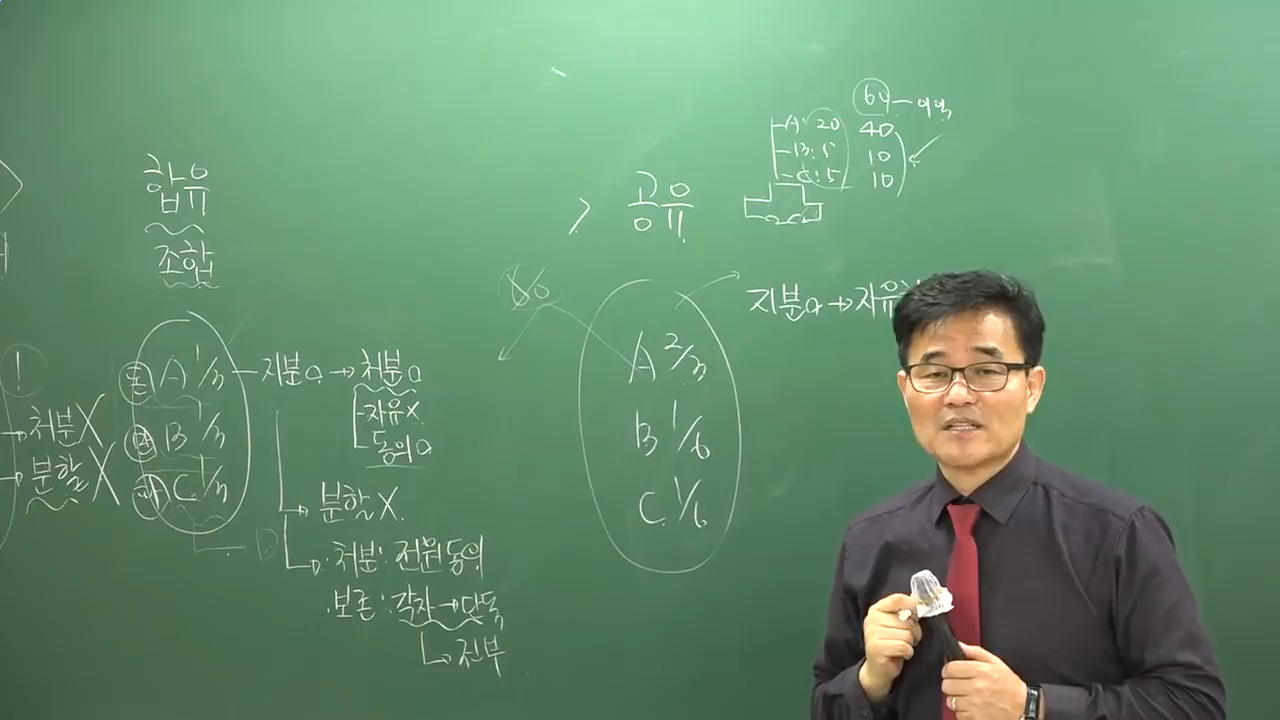 합유
조합
A 1/3
B 1/3
C 1/3
지분O → 처분O
자유X
동의O
처분X
분할X
분할X
처분: 전원동의
보존: 각자→단독
전부
> 공유
A 2/3
B 1/6
C 1/6
지분O→자유
60
A: 20 40
B: 5 10
C: 5 10